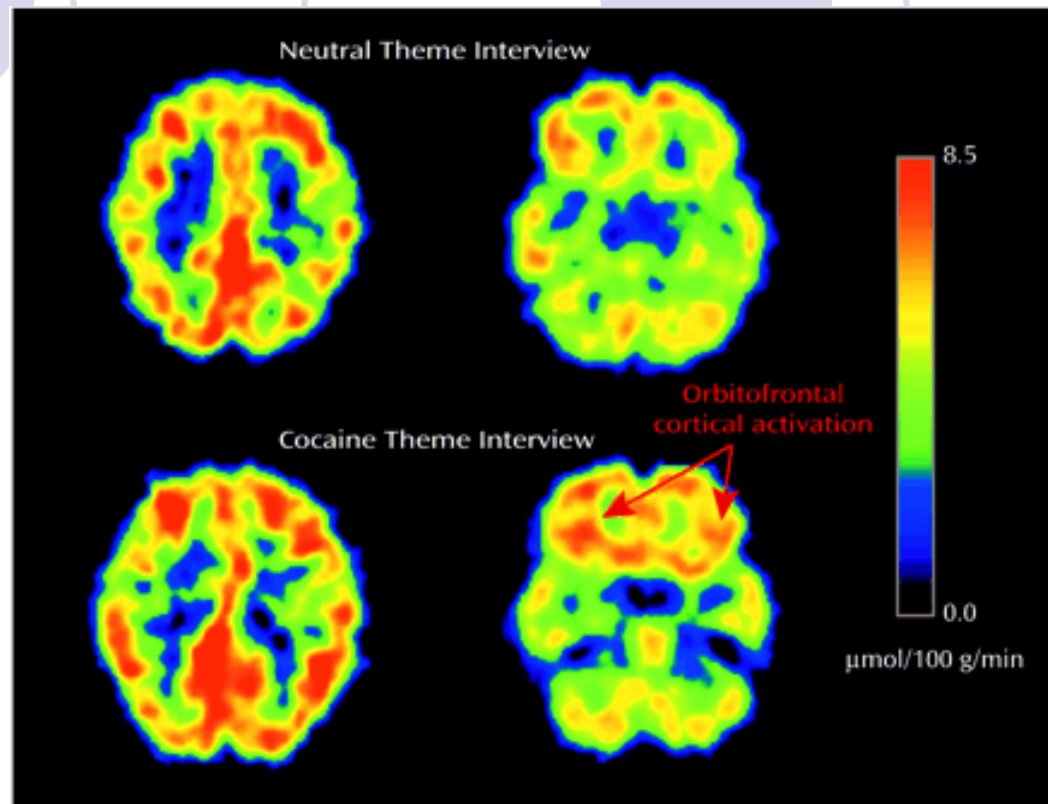 Neutral Theme Interview
8.5
Orbitofrontal
cortical activation
Cocaine Theme Interview
0.0
µmol/100 g/min